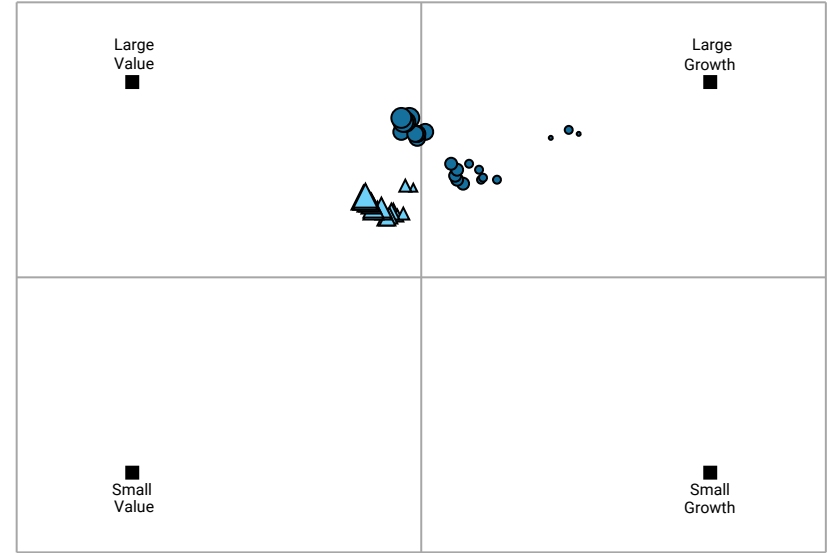 Large
Value
Large
Growth
Small
Value
Small
Growth